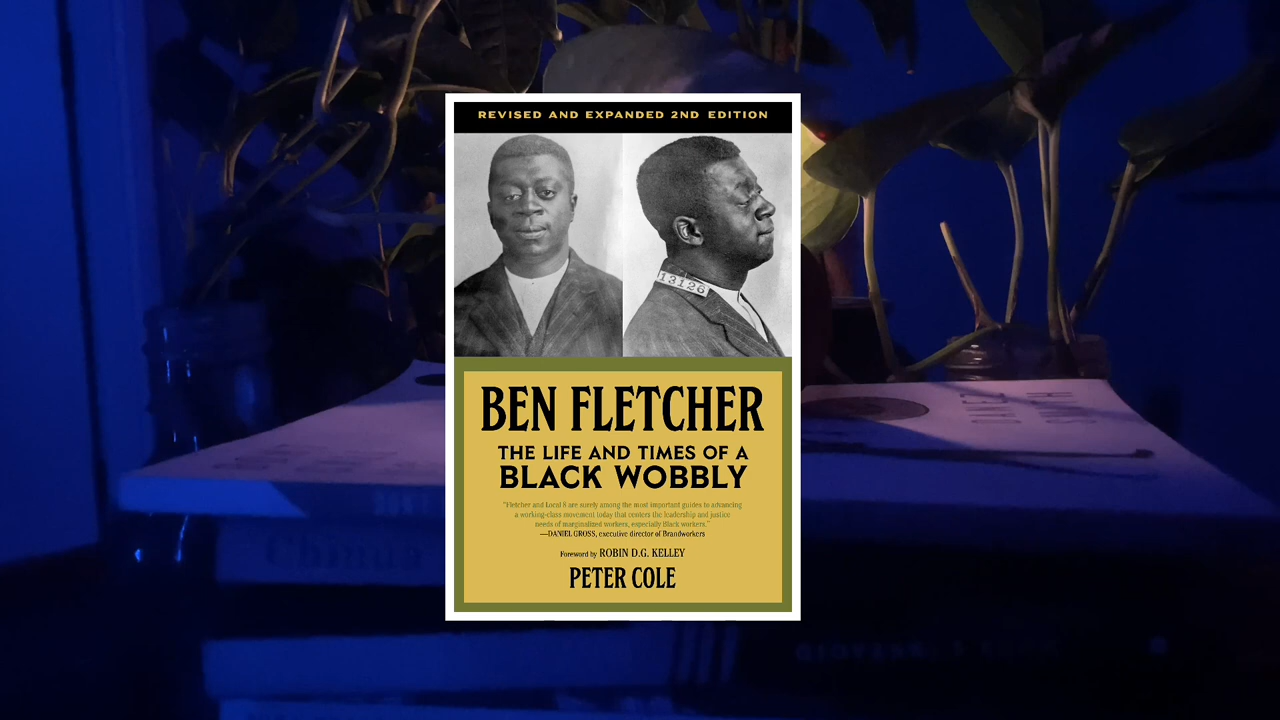 REVISED AND EXPANDED 2ND EDITION
13126
BEN FLETCHER
THE LIFE AND TIMES OF A
BLACK WOBBLY
"Fletcher and Local 8 are surely among the most important guides to advancing
a working-class movement today that centers the leadership and justice
needs of marginalized workers, especially Black workers."
—DANIEL GROSS, executive director of Brandworkers
Foreword by ROBIN D.G. KELLEY
PETER COLE